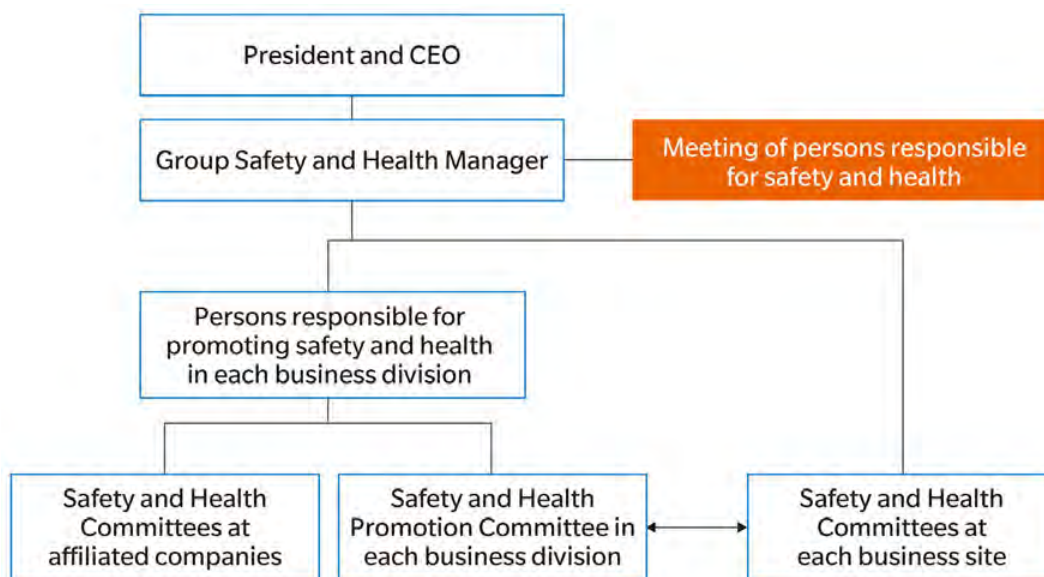 President and CEO
Group Safety and Health Manager
Meeting of persons responsible
for safety and health
Persons responsible for
promoting safety and health
in each business division
Safety and Health
Committees at
affiliated companies
Safety and Health
Promotion Committee in
each business division
Safety and Health
Committees at
each business site